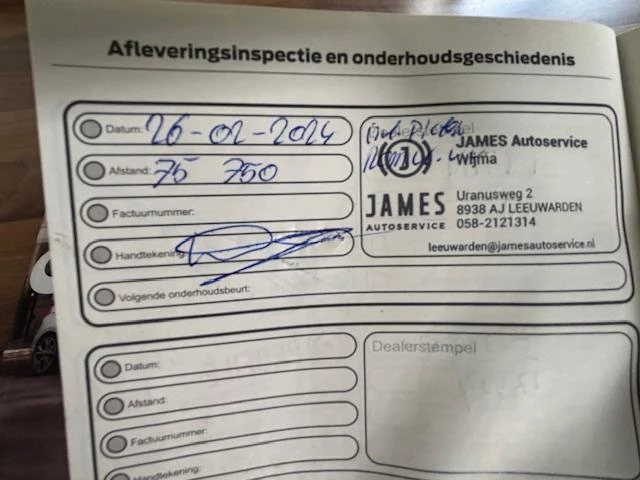 Afleveringsinspectie en onderhoudsgeschiedenis
Datum: 26-02-2024
Afstand: 75 750
Factuurnummer:
Handtekening
Volgende onderhoudsbeurt:
JAMES Autoservice
Wijma
JAMES
AUTOSERVICE
Uranusweg 2
8938 AJ LEEUWARDEN
058-2121314
leeuwarden@jamesautoservice.nl
Datum:
Afstand:
Factuurnummer:
Handtekening:
Dealerstempel